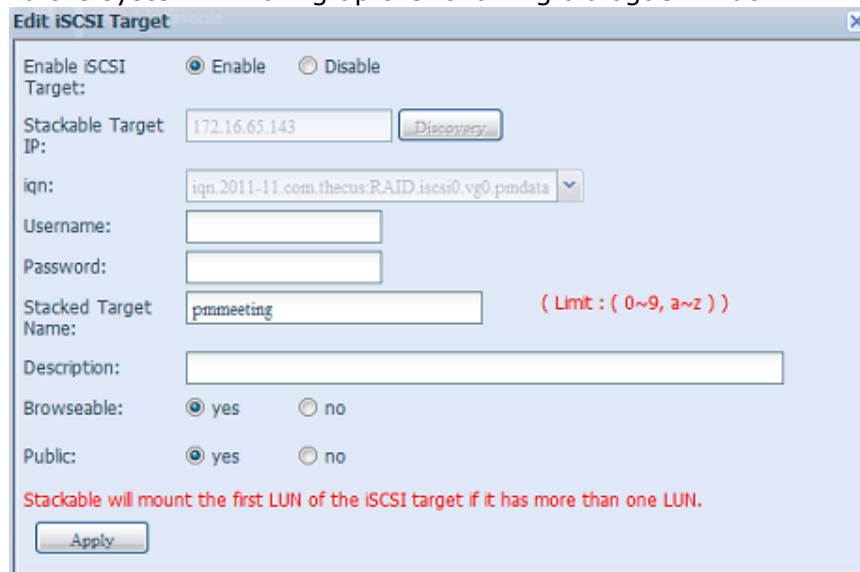 Edit iSCSI Target
Enable iSCSI Target: Enable Disable
Stackable Target IP: 172.16.65.143 Discovery
iqn: iqn.2011-11.com.thecus:RAID.iscsi0.vg0.pmdata
Username:
Password:
Stacked Target Name: pmmeeting ( Limit : ( 0~9, a~z ) )
Description:
Browseable: yes no
Public: yes no
Stackable will mount the first LUN of the iSCSI target if it has more than one LUN.
Apply